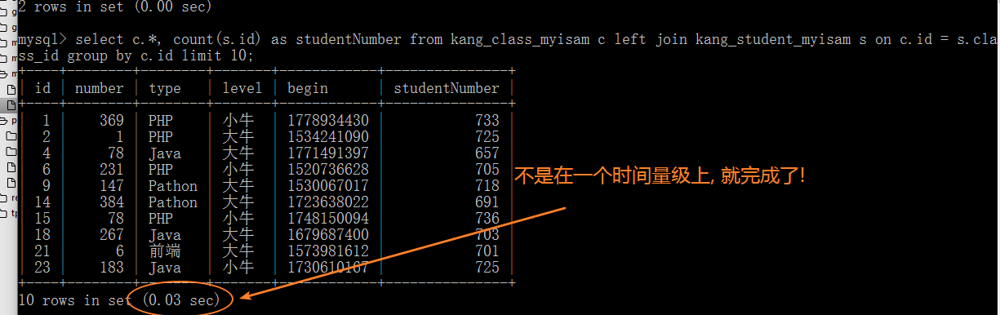 2 rows in set (0.00 sec)
mysql> select c.*, count(s.id) as studentNumber from kang_class_myisam c left join kang_student_myisam s on c.id = s.cla
ss_id group by c.id limit 10;
+----+--------+--------+-------+------------+---------------+
| id | number | type | level | begin | studentNumber |
+----+--------+--------+-------+------------+---------------+
| 1 | 369 | PHP | 小牛 | 1778934430 | 733 |
| 2 | 1 | PHP | 大牛 | 1534241090 | 725 |
| 4 | 78 | Java | 大牛 | 1771491397 | 657 |
| 6 | 231 | PHP | 小牛 | 1520736628 | 705 |
不是在一个时间量级上, 就完成了!
| 9 | 147 | Pathon | 大牛 | 1530067017 | 718 |
| 14 | 384 | Pathon | 大牛 | 1723638022 | 691 |
| 15 | 78 | PHP | 小牛 | 1748150094 | 736 |
| 18 | 267 | Java | 大牛 | 1679687400 | 703 |
| 21 | 6 | 前端 | 大牛 | 1573981612 | 701 |
| 23 | 183 | Java | 小牛 | 1730610167 | 725 |
+----+--------+--------+-------+------------+---------------+
10 rows in set (0.03 sec)